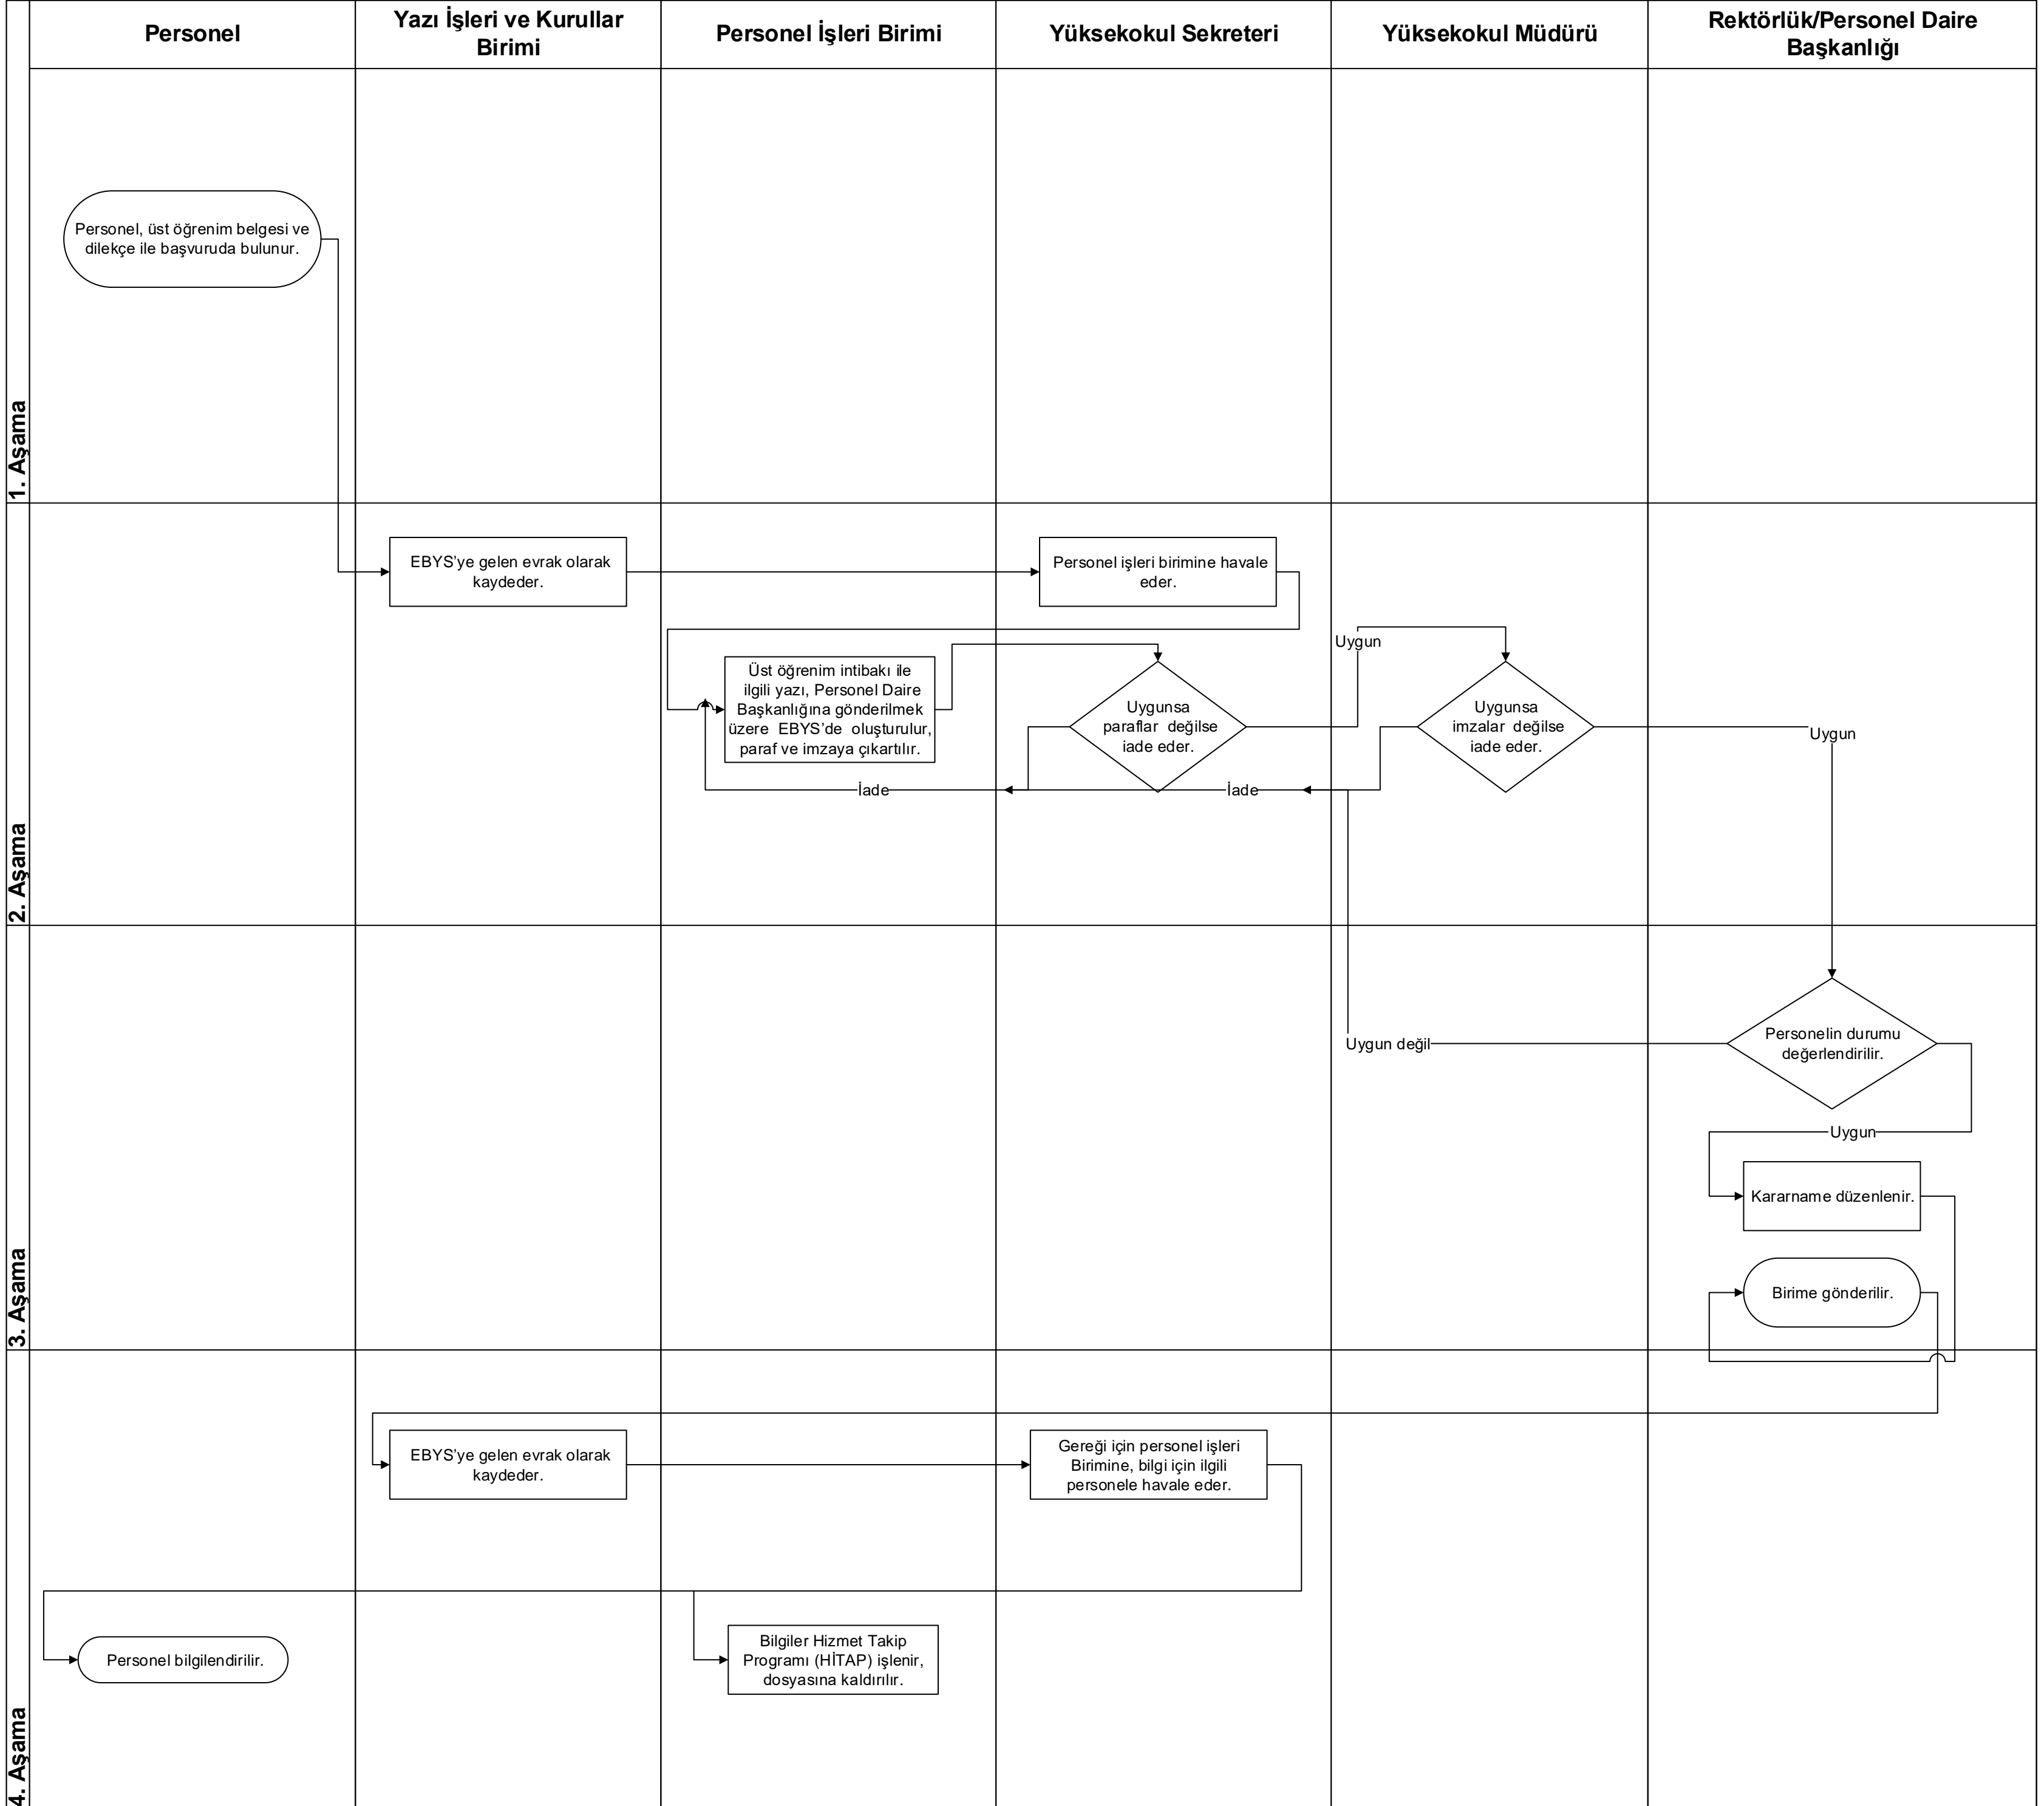 Personel
Yazı İşleri ve Kurullar
Birimi
Personel İşleri Birimi
Yüksekokul Sekreteri
Yüksekokul Müdürü
Rektörlük/Personel Daire
Başkanlığı
1. Aşama
Personel, üst öğrenim belgesi ve
dilekçe ile başvuruda bulunur.
2. Aşama
EBYS’ye gelen evrak olarak
kaydeder.
Personel işleri birimine havale
eder.
Üst öğrenim intibakı ile
ilgili yazı, Personel Daire
Başkanlığına gönderilmek
üzere EBYS’de oluşturulur,
paraf ve imzaya çıkartılır.
Uygunsa
paraflar değilse
iade eder.
Uygun
Uygunsa
imzalar değilse
iade eder.
Uygun
İade
İade
3. Aşama
Personelin durumu
değerlendirilir.
Uygun değil
Uygun
Kararname düzenlenir.
Birime gönderilir.
4. Aşama
EBYS’ye gelen evrak olarak
kaydeder.
Gereği için personel işleri
Birimine, bilgi için ilgili
personele havale eder.
Personel bilgilendirilir.
Bilgiler Hizmet Takip
Programı (HİTAP) işlenir,
dosyasına kaldırılır.